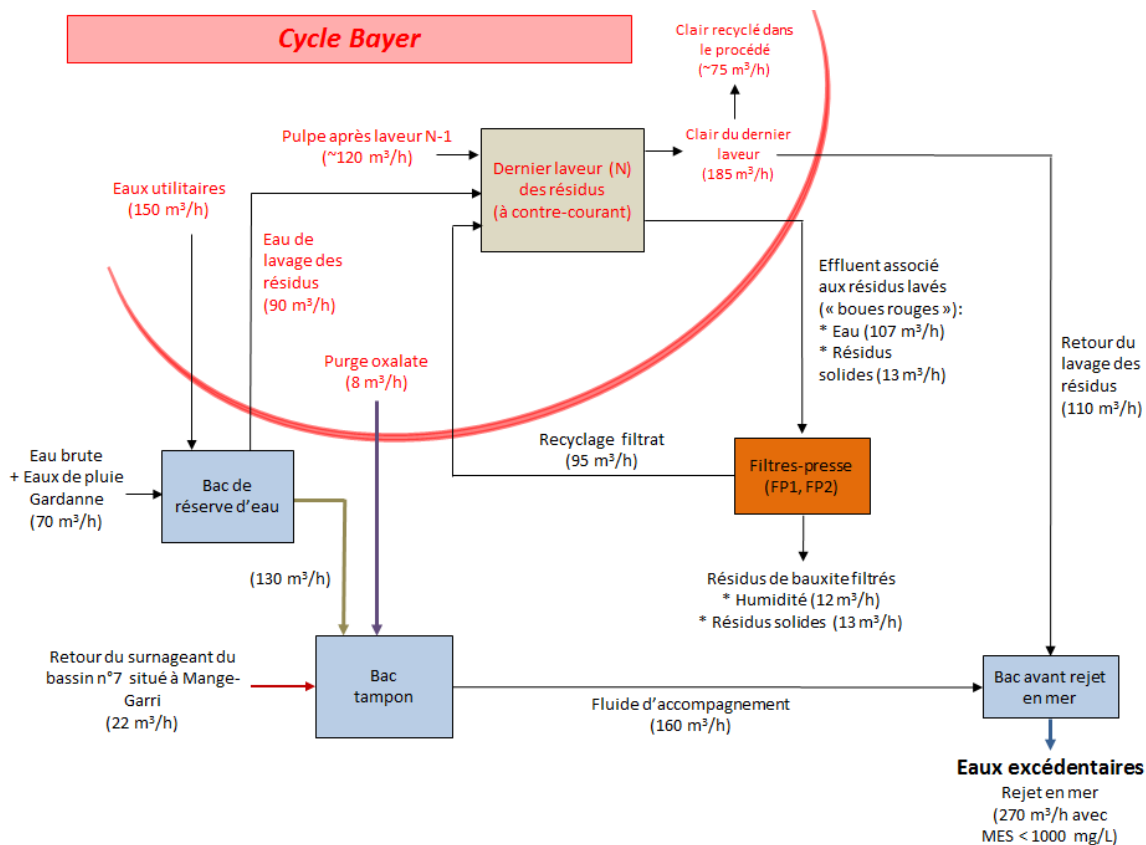 Cycle Bayer
Clair recyclé dans
le procédé
(~75 m³/h)
Pulpe après laveur N-1
(~120 m³/h)
Dernier laveur (N)
des résidus
(à contre-courant)
Clair du dernier
laveur
(185 m³/h)
Eaux utilitaires
(150 m³/h)
Eau de
lavage des
résidus
(90 m³/h)
Effluent associé
aux résidus lavés
(« boues rouges »):
* Eau (107 m³/h)
* Résidus
solides (13 m³/h)
Retour du
lavage des
résidus
(110 m³/h)
Purge oxalate
(8 m³/h)
Recyclage filtrat
(95 m³/h)
Filtres-presse
(FP1, FP2)
Eau brute
+ Eaux de pluie
Gardanne
(70 m³/h)
Bac de
réserve d'eau
(130 m³/h)
Résidus de bauxite filtrés
* Humidité (12 m³/h)
* Résidus solides (13 m³/h)
Retour du surnageant du
bassin n°7 situé à Mange-
Garri
(22 m³/h)
Bac
tampon
Fluide d'accompagnement
(160 m³/h)
Bac avant rejet
en mer
Eaux excédentaires
Rejet en mer
(270 m³/h avec
MES < 1000 mg/L)